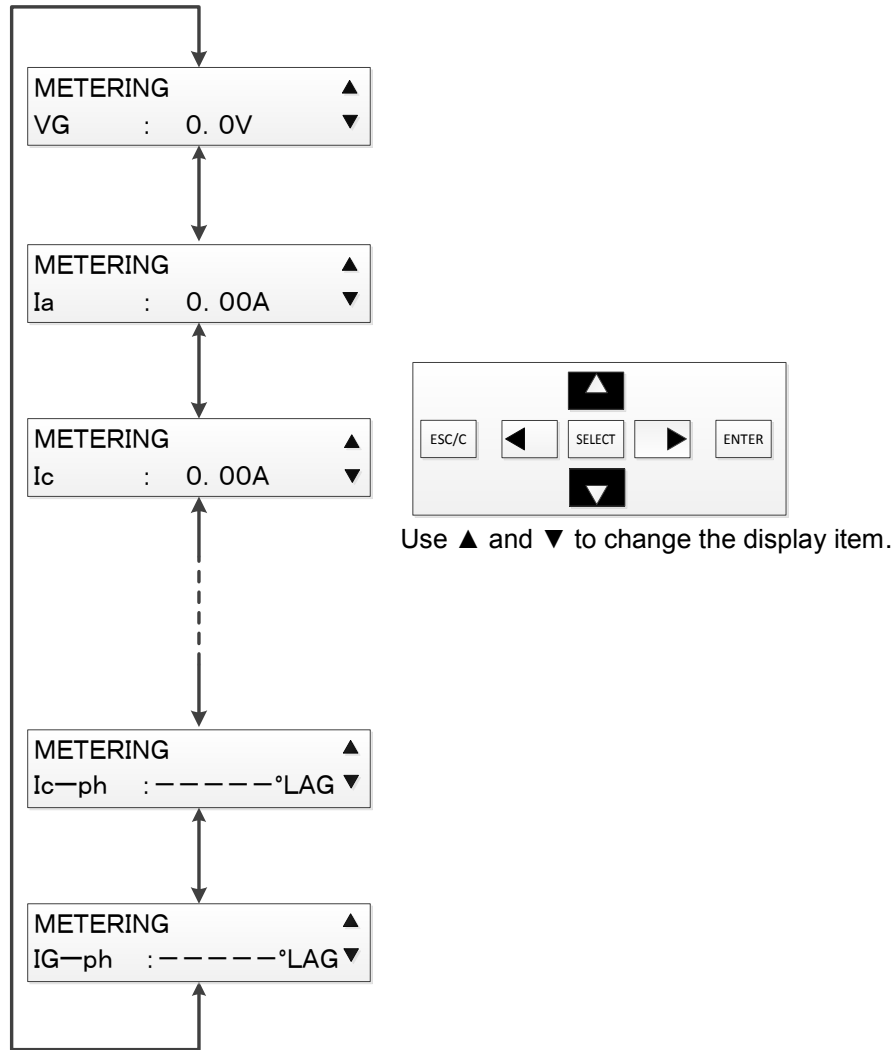 METERING ▲
VG : 0. 0V ▼
METERING ▲
Ia : 0. 00A ▼
METERING ▲
Ic : 0. 00A ▼
ESC/C ◀ SELECT ▶ ENTER
Use ▲ and ▼ to change the display item.
METERING ▲
Ic－ph :－－－－－°LAG ▼
METERING ▲
IG－ph :－－－－－°LAG ▼